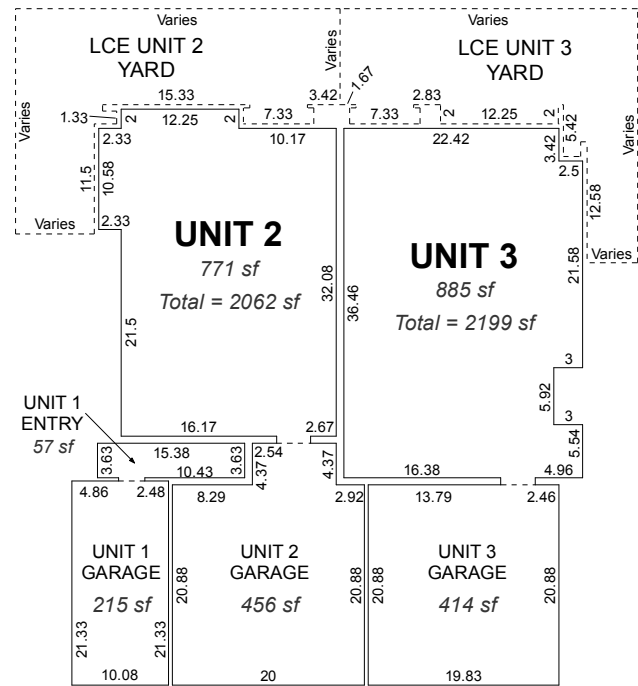 Varies
Varies
LCE UNIT 2
YARD
LCE UNIT 3
YARD
Varies
1.67
15.33
3.42
2.83
1.33
2
12.25
2
7.33
7.33
2
12.25
2
5.42
Varies
Varies
2.33
10.17
22.42
3.42
2.5
11.5
10.58
12.58
Varies
2.33
Varies
UNIT 2
771 sf
Total = 2062 sf
UNIT 3
885 sf
Total = 2199 sf
32.08
36.46
21.58
21.5
3
5.92
3
5.54
UNIT 1
ENTRY
57 sf
16.17
2.67
3.63
15.38
3.63
2.54
4.37
4.37
10.43
16.38
4.96
4.86
2.48
8.29
2.92
13.79
2.46
UNIT 1
GARAGE
215 sf
UNIT 2
GARAGE
456 sf
UNIT 3
GARAGE
414 sf
21.33
21.33
20.88
20.88
20.88
20.88
10.08
20
19.83